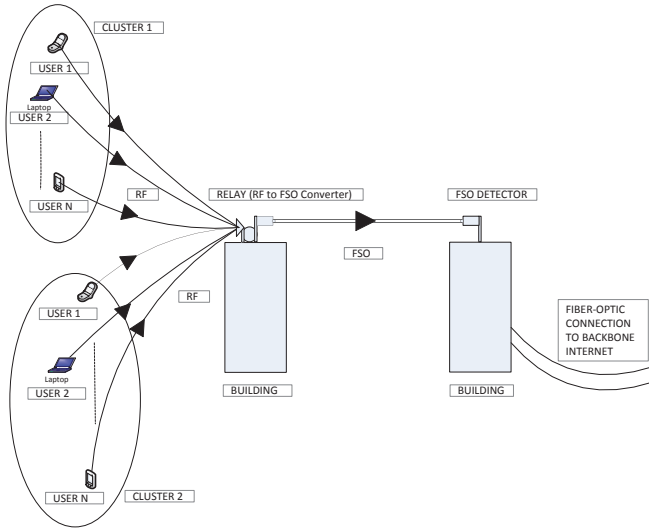 CLUSTER 1
USER 1
Laptop
USER 2
USER N
RF
RELAY (RF to FSO Converter)
FSO DETECTOR
FSO
RF
USER 1
Laptop
USER 2
USER N
CLUSTER 2
BUILDING
BUILDING
FIBER-OPTIC
CONNECTION
TO BACKBONE
INTERNET